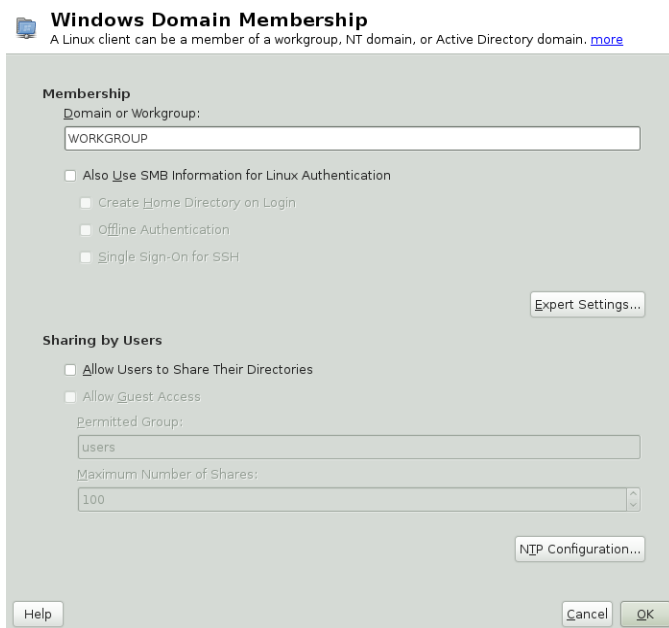 Windows Domain Membership
A Linux client can be a member of a workgroup, NT domain, or Active Directory domain. more
Membership
Domain or Workgroup:
WORKGROUP
Also Use SMB Information for Linux Authentication
Create Home Directory on Login
Offline Authentication
Single Sign-On for SSH
Expert Settings...
Sharing by Users
Allow Users to Share Their Directories
Allow Guest Access
Permitted Group:
users
Maximum Number of Shares:
100
NTP Configuration...
Help
Cancel
OK